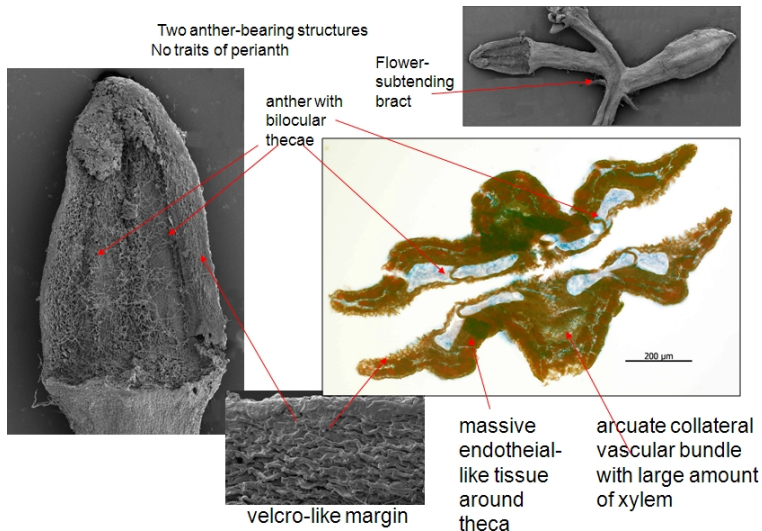 Two anther-bearing structures
No traits of perianth
Flower-
subtending
bract
anther with
bilocular
thecae
200 µm
massive
endotheial-
like tissue
around
theca
arcuate collateral
vascular bundle
with large amount
of xylem
velcro-like margin